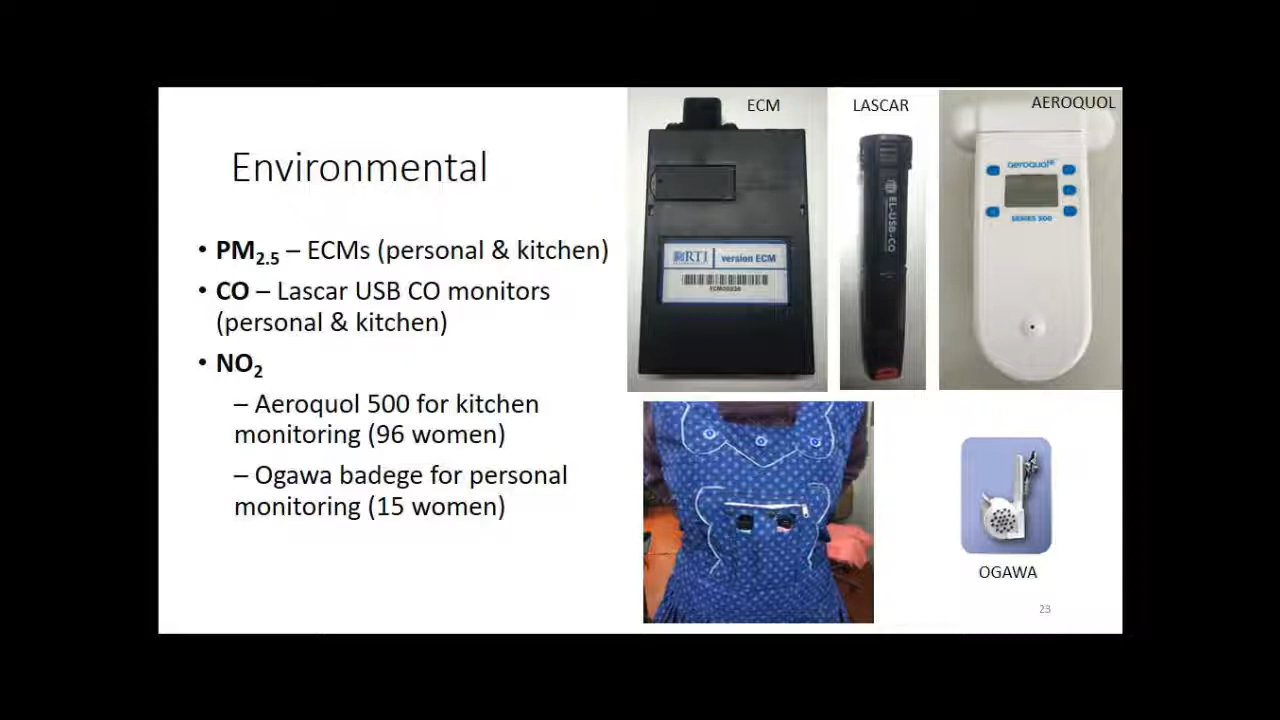 Environmental
• PM2.5 – ECMs (personal & kitchen)
• CO – Lascar USB CO monitors
(personal & kitchen)
• NO2
– Aeroquol 500 for kitchen
monitoring (96 women)
– Ogawa badege for personal
monitoring (15 women)
ECM
RTI version ECM
LASCAR
EL-USB-CO
AEROQUOL
aeroqual
SERIES 500
OGAWA
23